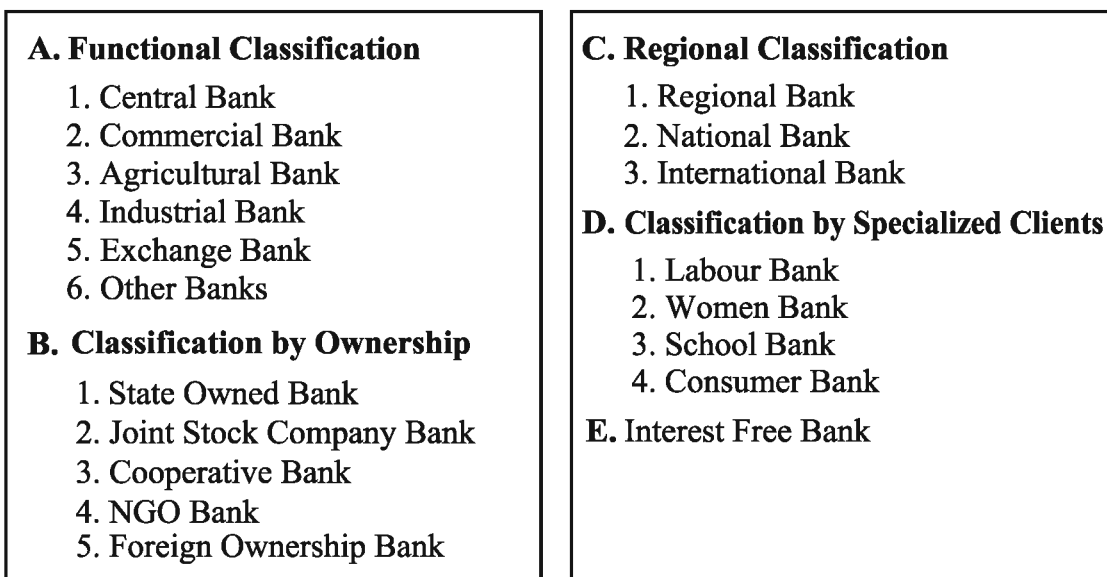 A. Functional Classification
1. Central Bank
2. Commercial Bank
3. Agricultural Bank
4. Industrial Bank
5. Exchange Bank
6. Other Banks
B. Classification by Ownership
1. State Owned Bank
2. Joint Stock Company Bank
3. Cooperative Bank
4. NGO Bank
5. Foreign Ownership Bank
C. Regional Classification
1. Regional Bank
2. National Bank
3. International Bank
D. Classification by Specialized Clients
1. Labour Bank
2. Women Bank
3. School Bank
4. Consumer Bank
E. Interest Free Bank